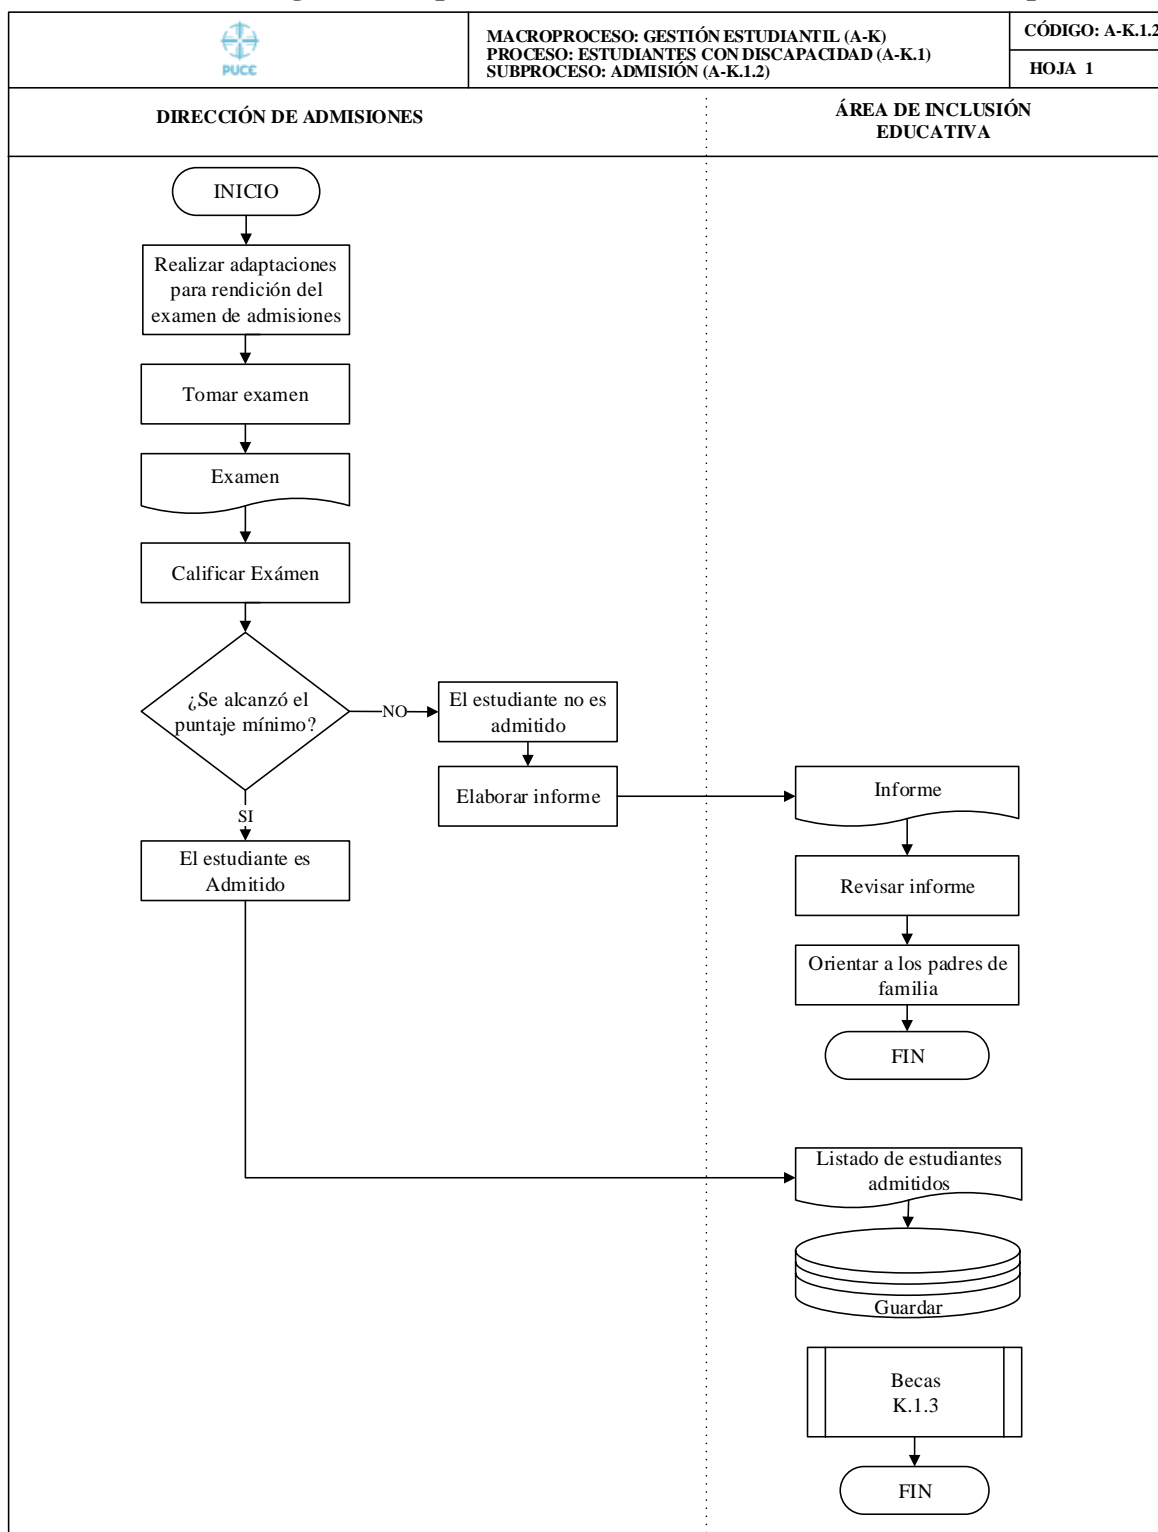 PUCE
MACROPROCESO: GESTIÓN ESTUDIANTIL (A-K)
PROCESO: ESTUDIANTES CON DISCAPACIDAD (A-K.1)
SUBPROCESO: ADMISIÓN (A-K.1.2)
CÓDIGO: A-K.1.2
HOJA 1
DIRECCIÓN DE ADMISIONES
ÁREA DE INCLUSIÓN
EDUCATIVA
INICIO
Realizar adaptaciones
para rendición del
examen de admisiones
Tomar examen
Examen
Calificar Exámen
¿Se alcanzó el
puntaje mínimo?
NO
El estudiante no es
admitido
Elaborar informe
Informe
SI
El estudiante es
Admitido
Revisar informe
Orientar a los padres de
familia
FIN
Listado de estudiantes
admitidos
Guardar
Becas
K.1.3
FIN